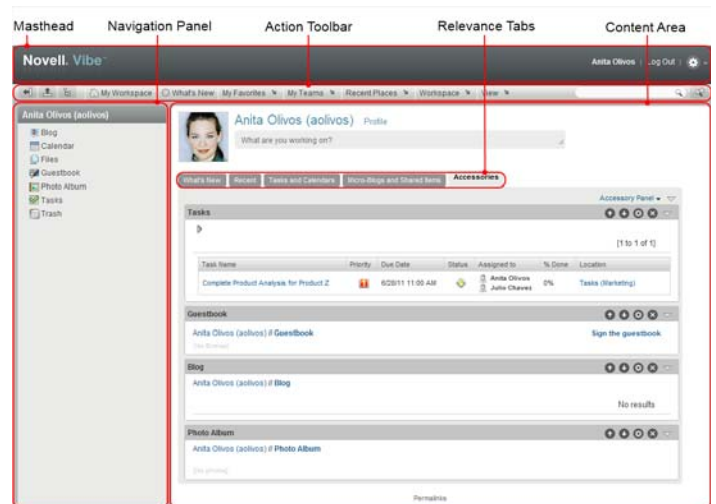 Masthead Navigation Panel Action Toolbar Relevance Tabs Content Area
Novell. Vibe
Anita Olivos | Log Out
My Workspace What's New My Favorites My Teams Recent Places Workspace View
Anita Olivos (aolivos)
Blog
Calendar
Files
Guestbook
Photo Album
Tasks
Trash
Anita Olivos (aolivos) Profile
What are you working on?
What's New Recent Tasks and Calendars Micro-Blogs and Shared Items Accessories
Accessory Panel
Tasks
[1 to 1 of 1]
Task Name Priority Due Date Status Assigned to % Done Location
Complete Product Analysis for Product Z 6/28/11 11:00 AM Anita Olivos Julio Chavez 0% Tasks (Marketing)
Guestbook
Anita Olivos (aolivos) // Guestbook Sign the guestbook
[No Entries]
Blog
Anita Olivos (aolivos) // Blog
No results
Photo Album
Anita Olivos (aolivos) // Photo Album
[No photos]
Permalinks